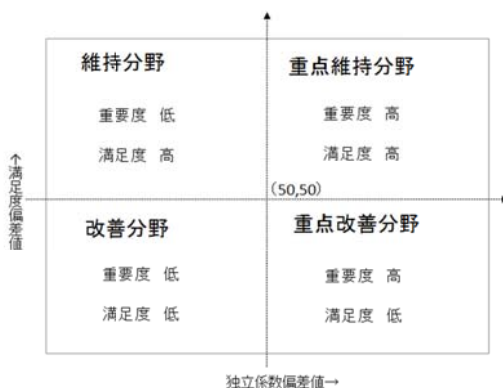 維持分野
重点維持分野
重要度 低
重要度 高
満足度 高
満足度 高
(50,50)
↑満足度偏差値
改善分野
重点改善分野
重要度 低
重要度 高
満足度 低
満足度 低
独立係数偏差値→